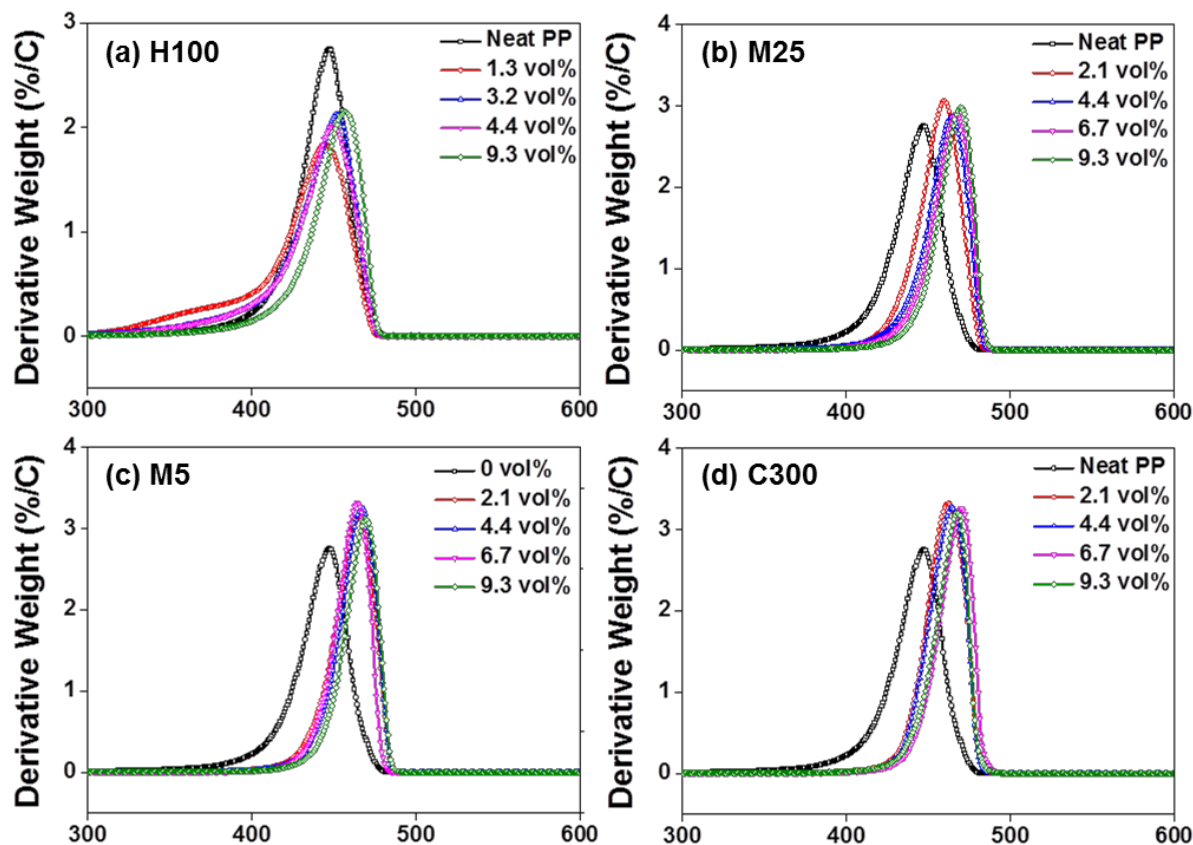 (a) H100
Neat PP
1.3 vol%
3.2 vol%
4.4 vol%
9.3 vol%
Derivative Weight (%/C)
3
2
1
0
300
400
500
600
(b) M25
Neat PP
2.1 vol%
4.4 vol%
6.7 vol%
9.3 vol%
Derivative Weight (%/C)
4
3
2
1
0
300
400
500
600
(c) M5
0 vol%
2.1 vol%
4.4 vol%
6.7 vol%
9.3 vol%
Derivative Weight (%/C)
4
3
2
1
0
300
400
500
600
(d) C300
Neat PP
2.1 vol%
4.4 vol%
6.7 vol%
9.3 vol%
Derivative Weight (%/C)
4
3
2
1
0
300
400
500
600